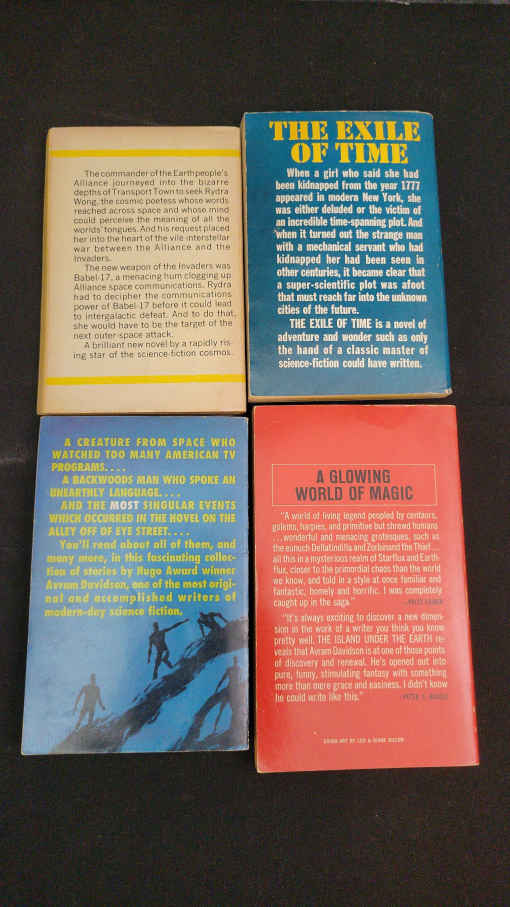 The commander of the Earthpeople's
Alliance journeyed into the bizarre
depths of Transport Town to seek Rydra
Wong, the cosmic poetess whose words
reached across space and whose mind
could perceive the meaning of all the
worlds' tongues. And his request placed
her into the heart of the vile interstellar
war between the Alliance and the
Invaders.
The new weapon of the Invaders was
Babel-17, a menacing hum clogging up
Alliance space communications. Rydra
had to decipher the communications
power of Babel-17 before it could lead
to intergalactic defeat. And to do that,
she would have to be the target of the
next outer-space attack.
A brilliant new novel by a rapidly ris-
ing star of the science-fiction cosmos.
THE EXILE
OF TIME
When a girl who said she had
been kidnapped from the year 1777
appeared in modern New York, she
was either deluded or the victim of
an incredible time-spanning plot. And
when it turned out the strange man
with a mechanical servant who had
kidnapped her had been seen in
other centuries, it became clear that
a super-scientific plot was afoot
that must reach far into the unknown
cities of the future.
THE EXILE OF TIME is a novel of
adventure and wonder such as only
the hand of a classic master of
science-fiction could have written.
A CREATURE FROM SPACE WHO
WATCHED TOO MANY AMERICAN TV
PROGRAMS....
A BACKWOODS MAN WHO SPOKE AN
UNEARTHLY LANGUAGE....
AND THE MOST SINGULAR EVENTS
WHICH OCCURRED IN THE HOVEL ON THE
ALLEY OFF OF EYE STREET....
You'll read about all of them, and
many more, in this fascinating collec-
tion of stories by Hugo Award winner
Avram Davidson, one of the most origi-
nal and accomplished writers of
modern-day science fiction.
A GLOWING
WORLD OF MAGIC
"A world of living legend peopled by centaurs,
golems, harpies, and primitive but shrewd humans
...wonderful and menacing grotesques, such as
the eunuch Dellatindilla and Zorbinand the Thief...
all this in a mysterious realm of Starflux and Earth-
flux, closer to the primordial chaos than the world
we know, and told in a style at once familiar and
fantastic, homely and horrific. I was completely
caught up in the saga."
—FRITZ LEIBER
"It's always exciting to discover a new dimen-
sion in the work of a writer you think you know
pretty well. THE ISLAND UNDER THE EARTH re-
veals that Avram Davidson is at one of those points
of discovery and renewal. He's opened out into
pure, funny, stimulating fantasy with something
more than mere grace and easiness. I didn't know
he could write like this."
—PETER S. BEAGLE
COVER ART BY LEO & DIANE DILLON